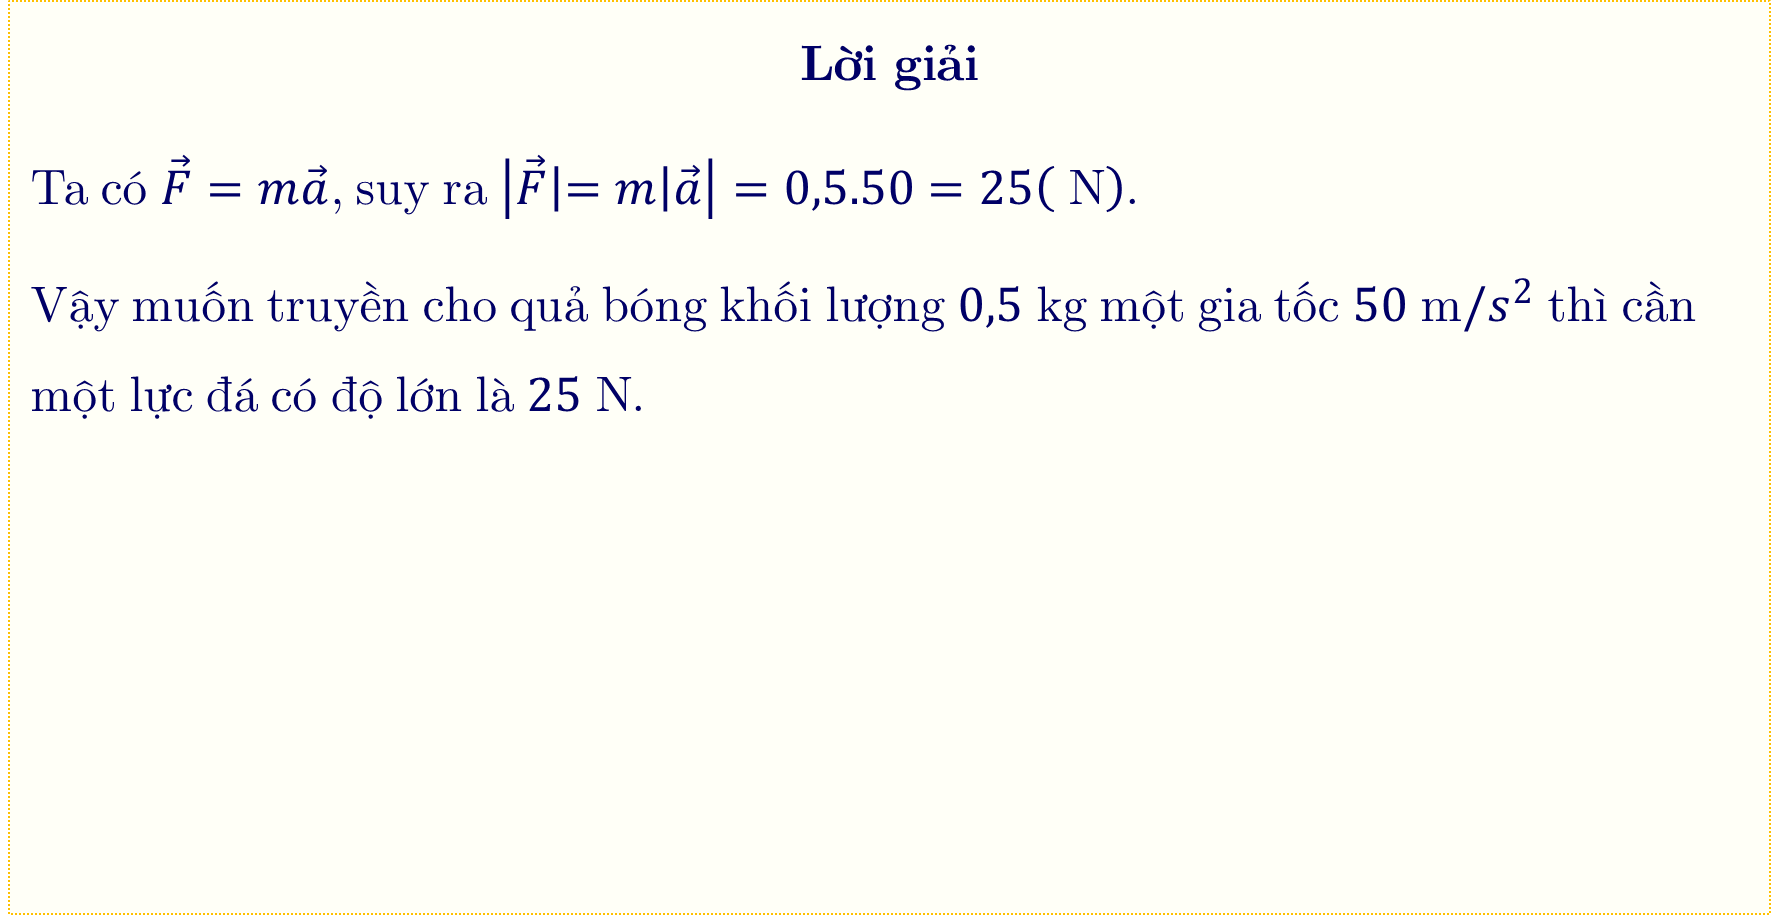 Lời giải
Ta có $\vec{F} = m\vec{a}$, suy ra $|\vec{F}| = m|\vec{a}| = 0,5.50 = 25( N)$.
Vậy muốn truyền cho quả bóng khối lượng 0,5 kg một gia tốc 50 m/$s^2$ thì cần
một lực đá có độ lớn là 25 N.